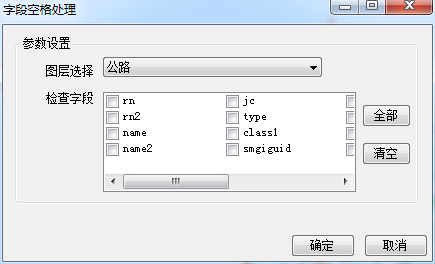 字段空格处理
参数设置
图层选择 公路
检查字段
rn jc
rn2 type
name class1
name2 smgiguid
全部
清空
确定 取消